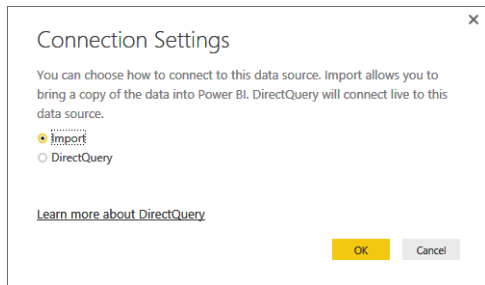 Connection Settings
You can choose how to connect to this data source. Import allows you to
bring a copy of the data into Power BI. DirectQuery will connect live to this
data source.
Import
DirectQuery
Learn more about DirectQuery
OK Cancel